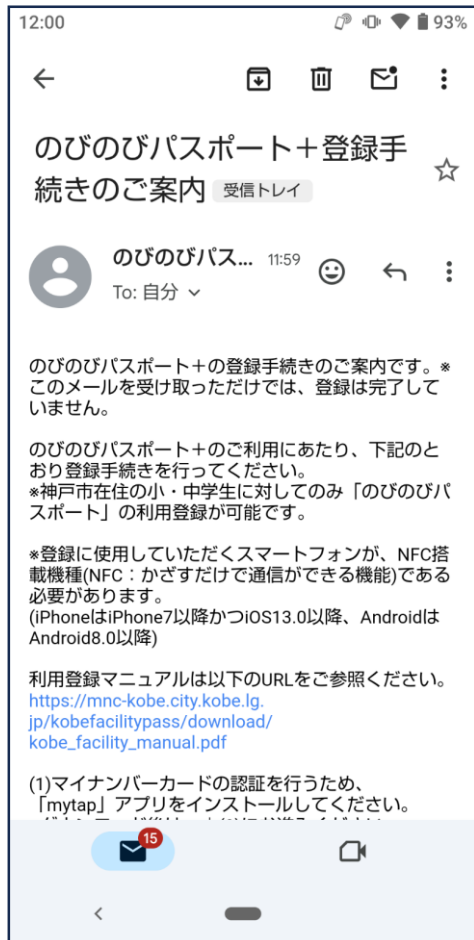 12:00
93%
のびのびパスポート＋登録手
続きのご案内 受信トレイ
のびのびパス... 11:59
To: 自分
のびのびパスポート＋の登録手続きのご案内です。※
このメールを受け取っただけでは、登録は完了して
いません。
のびのびパスポート＋のご利用にあたり、下記のと
おり登録手続きを行ってください。
※神戸市在住の小・中学生に対してのみ「のびのびパ
スポート」の利用登録が可能です。
※登録に使用していただくスマートフォンが、NFC搭
載機種(NFC：かざすだけで通信ができる機能)である
必要があります。
(iPhoneはiPhone7以降かつiOS13.0以降、Androidは
Android8.0以降)
利用登録マニュアルは以下のURLをご参照ください。
https://mnc-kobe.city.kobe.lg.
jp/kobefacilitypass/download/
kobe_facility_manual.pdf
(1)マイナンバーカードの認証を行うため、
「mytap」アプリをインストールしてください。
15